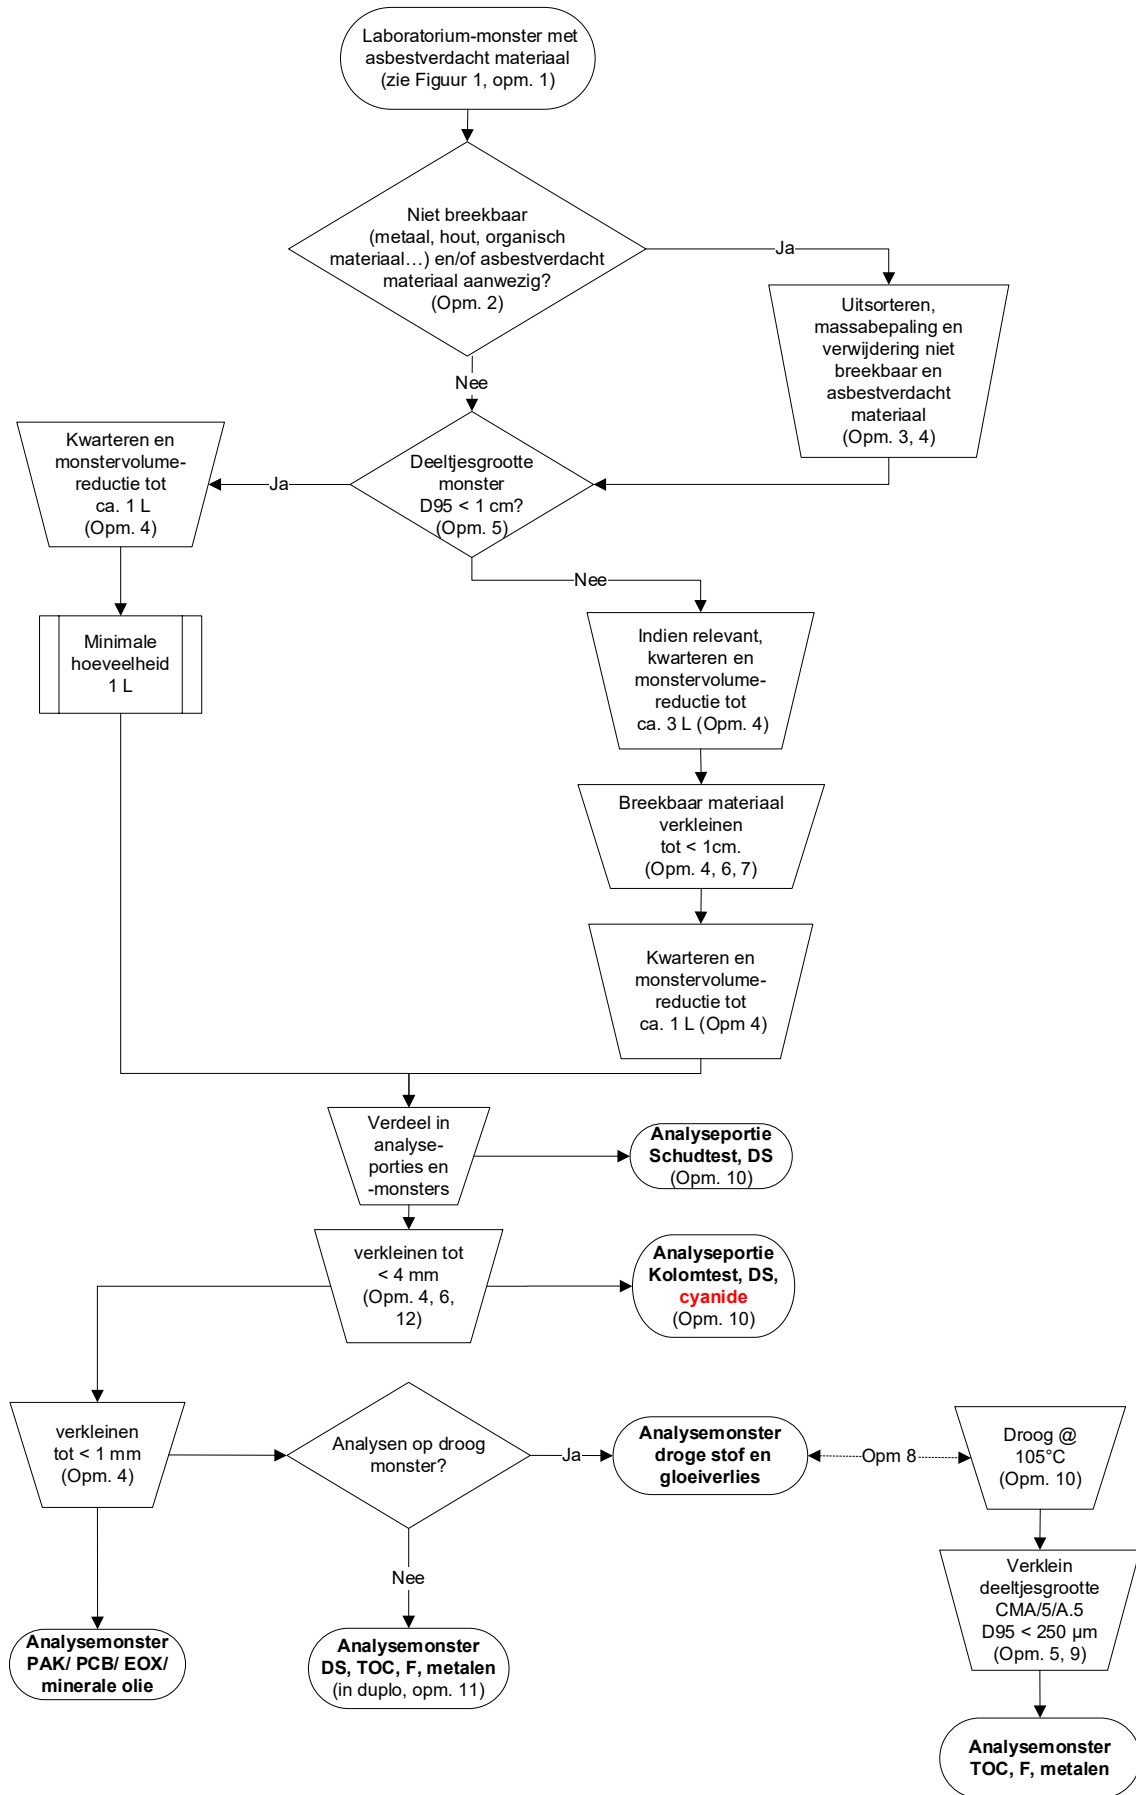 Laboratorium-monster met
asbestverdacht materiaal
(zie Figuur 1, opm. 1)
Niet breekbaar
(metaal, hout, organisch
materiaal…) en/of asbestverdacht
materiaal aanwezig?
(Opm. 2)
Ja
Uitsorteren,
massabepaling en
verwijdering niet
breekbaar en
asbestverdacht
materiaal
(Opm. 3, 4)
Nee
Deeltjesgrootte
monster
D95 < 1 cm?
(Opm. 5)
Ja
Kwarteren en
monstervolume-
reductie tot
ca. 1 L
(Opm. 4)
Minimale
hoeveelheid
1 L
Nee
Indien relevant,
kwarteren en
monstervolume-
reductie tot
ca. 3 L (Opm. 4)
Breekbaar materiaal
verkleinen
tot < 1cm.
(Opm. 4, 6, 7)
Kwarteren en
monstervolume-
reductie tot
ca. 1 L (Opm 4)
Verdeel in
analyse-
porties en
-monsters
Analyseportie
Schudtest, DS
(Opm. 10)
verkleinen tot
< 4 mm
(Opm. 4, 6,
12)
Analyseportie
Kolomtest, DS,
cyanide
(Opm. 10)
verkleinen
tot < 1 mm
(Opm. 4)
Analysen op droog
monster?
Ja
Analysemonster
droge stof en
gloeiverlies
Opm 8
Droog @
105°C
(Opm. 10)
Nee
Verklein
deeltjesgrootte
CMA/5/A.5
D95 < 250 µm
(Opm. 5, 9)
Analysemonster
PAK/ PCB/ EOX/
minerale olie
Analysemonster
DS, TOC, F, metalen
(in duplo, opm. 11)
Analysemonster
TOC, F, metalen